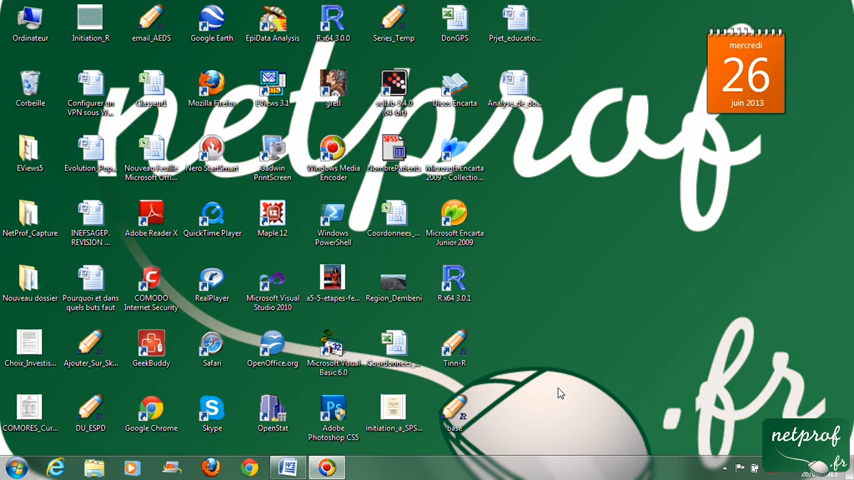 netprof
.fr
mercredi
26
juin 2013
Ordinateur
Initiation_R
email_AEDS
Google Earth
EpiData Analysis
R x64 3.0.0
Series_Temp
DonGPS
Prjet_educatio...
Corbeille
Configurer un
VPN sous W...
Classeur1
Mozilla Firefox
EViews 3.1
gretl
scilab-5.4.0
(64-bit)
Dicos Encarta
Analyse_de_do...
EViews5
Evolution_Pop...
Nouveau Feuille
Microsoft Offi...
Nero StartSmart
Gadwin
PrintScreen
Windows Media
Encoder
NombrePatients
Microsoft Encarta
2009 - Collectio...
NetProf_Capture
INEFSAGEP.
REVISION ...
Adobe Reader X
QuickTime Player
Maple 12
Windows
PowerShell
Coordonnees_...
Microsoft Encarta
Junior 2009
Nouveau dossier
Pourquoi et dans
quels buts faut
COMODO
Internet Security
RealPlayer
Microsoft Visual
Studio 2010
a5-5-etapes-fe...
Region_Dembeni
R x64 3.0.1
Choix_Investis...
Ajouter_Sur_Sk...
GeekBuddy
Safari
OpenOffice.org
Microsoft Visual
Basic 6.0
Coordonnees_...
Tinn-R
COMORES_Cur...
DU_ESPD
Google Chrome
Skype
OpenStat
Adobe
Photoshop CS5
initiation_a_SPS...
base
netprof
.fr